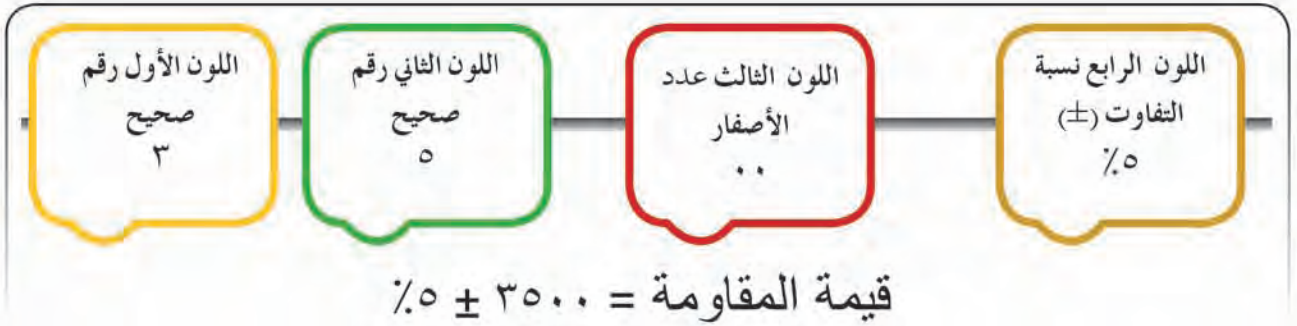 اللون الأول رقم
صحيح
٣
اللون الثاني رقم
صحيح
٥
اللون الثالث عدد
الأصفار
٠٠
اللون الرابع نسبة
التفاوت (±)
٪٥
قيمة المقاومة = ٣٥٠٠ ± ٥٪